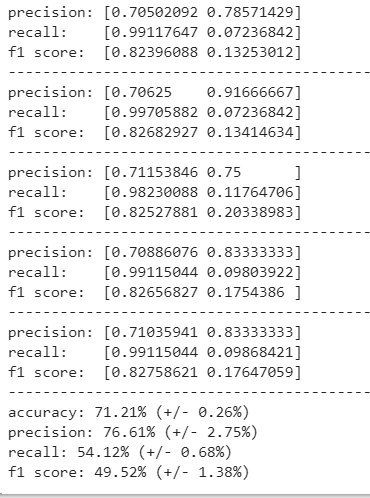 precision: [0.70502092 0.78571429]
recall:    [0.99117647 0.07236842]
f1 score:  [0.82396088 0.13253012]
------------------------------------------
precision: [0.70625    0.91666667]
recall:    [0.99705882 0.07236842]
f1 score:  [0.82682927 0.13414634]
------------------------------------------
precision: [0.71153846 0.75      ]
recall:    [0.98230088 0.11764706]
f1 score:  [0.82527881 0.20338983]
------------------------------------------
precision: [0.70886076 0.83333333]
recall:    [0.99115044 0.09803922]
f1 score:  [0.82656827 0.1754386 ]
------------------------------------------
precision: [0.71035941 0.83333333]
recall:    [0.99115044 0.09868421]
f1 score:  [0.82758621 0.17647059]
------------------------------------------
accuracy: 71.21% (+/- 0.26%)
precision: 76.61% (+/- 2.75%)
recall: 54.12% (+/- 0.68%)
f1 score: 49.52% (+/- 1.38%)